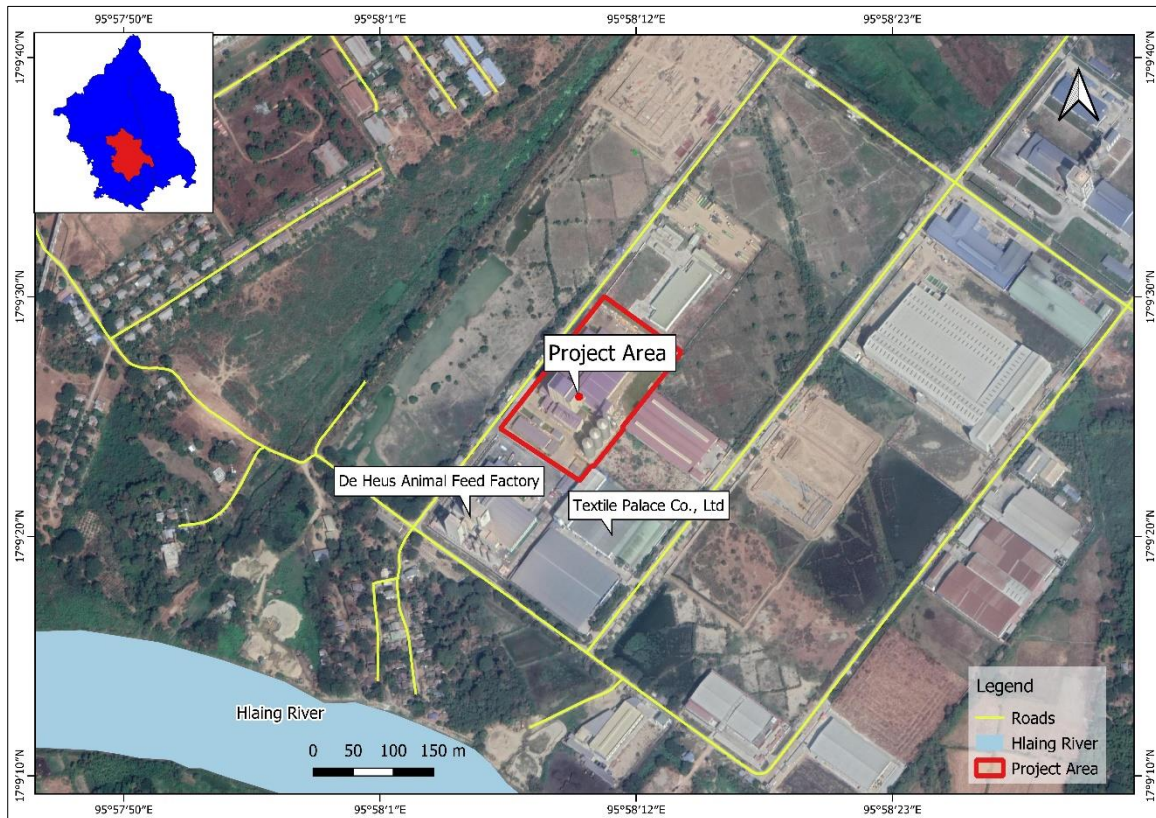 95°57'50"E
95°58'1"E
95°58'12"E
95°58'23"E
17°9'40"N
17°9'40"N
17°9'30"N
17°9'30"N
Project Area
De Heus Animal Feed Factory
Textile Palace Co., Ltd
17°9'20"N
17°9'20"N
Hlaing River
0 50 100 150 m
Legend
Roads
Hlaing River
Project Area
17°9'10"N
17°9'10"N
95°57'50"E
95°58'1"E
95°58'12"E
95°58'23"E